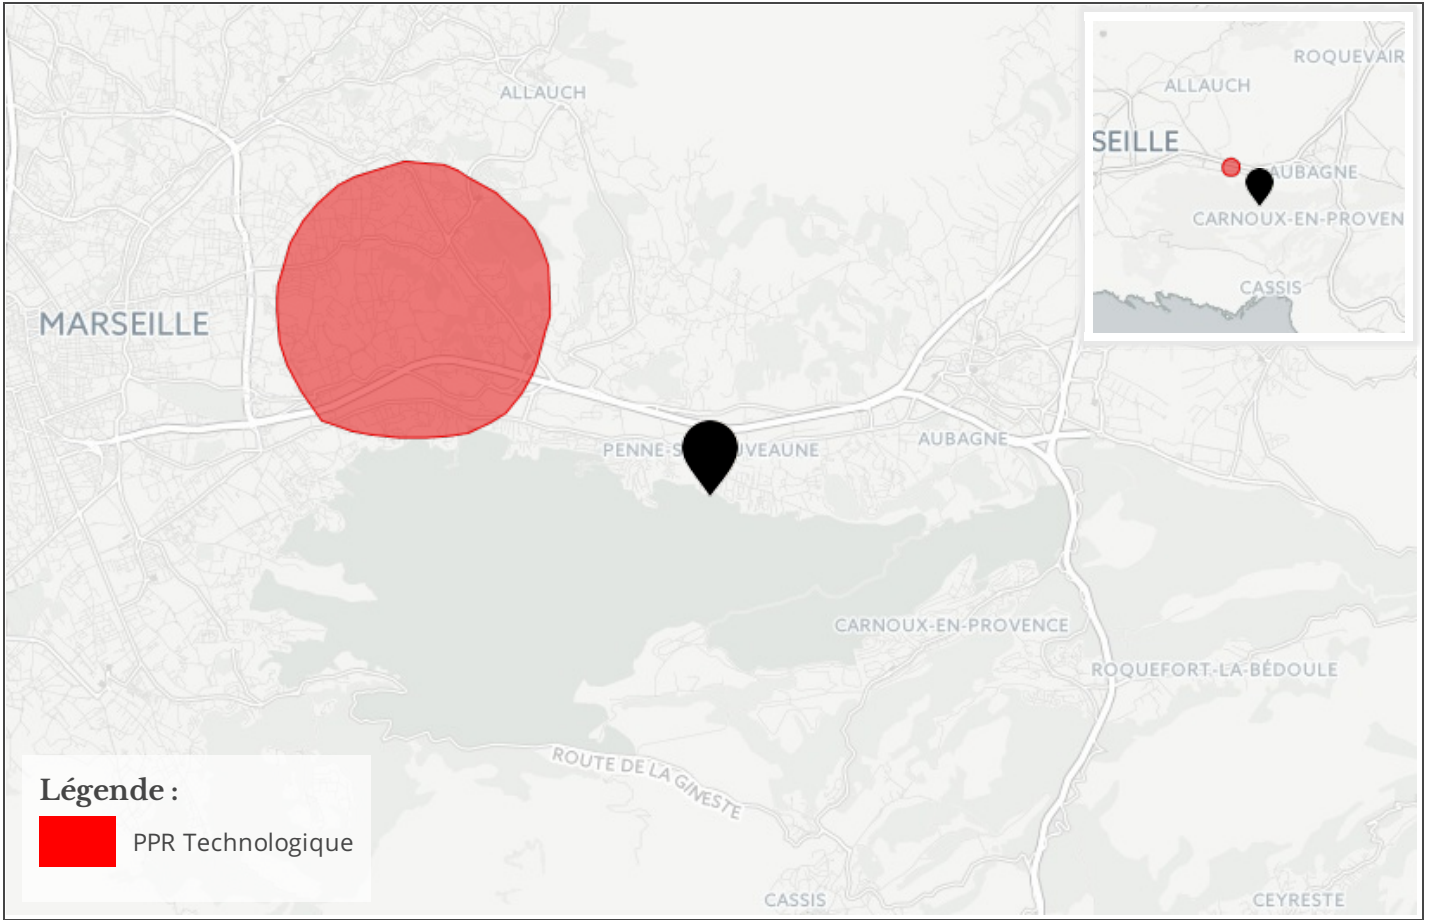 ALLAUCH
MARSEILLE
PENNE-S UVEAUNE
AUBAGNE
CARNOUX-EN-PROVENCE
ROQUEFORT-LA-BÉDOULE
ROUTE DE LA GINESTE
CASSIS
CEYRESTE
ROQUEVAIR
ALLAUCH
SEILLE
AUBAGNE
CARNOUX-EN-PROVEN
CASSIS
Légende :
PPR Technologique